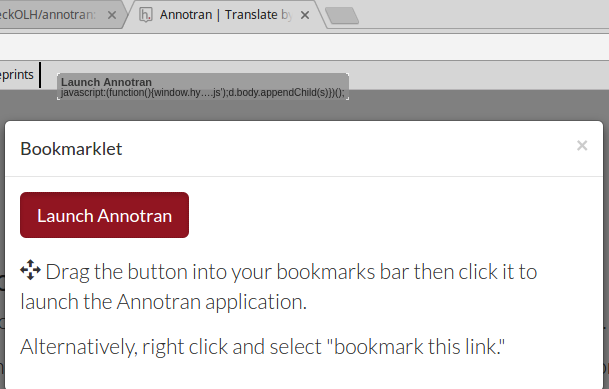 eckOLH/annotran: ×
Annotran | Translate by ×
eprints
Launch Annotran
javascript:(function(){window.hy….js');d.body.appendChild(s)})();
Bookmarklet ×
Launch Annotran
Drag the button into your bookmarks bar then click it to
launch the Annotran application.
Alternatively, right click and select "bookmark this link."